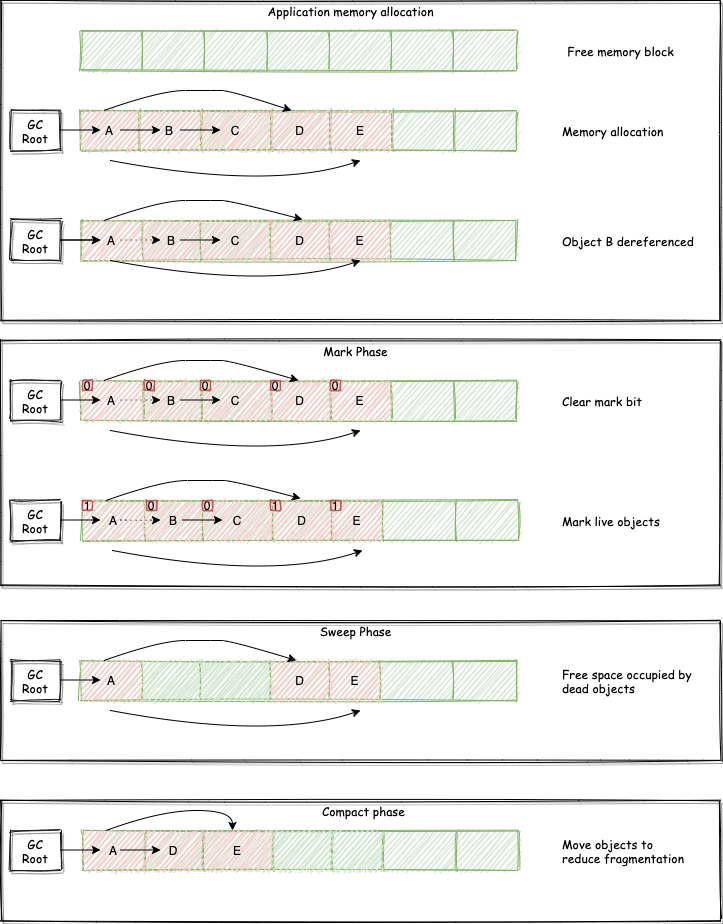 Application memory allocation
Free memory block
GC
Root
A B C D E
Memory allocation
GC
Root
A B C D E
Object B dereferenced
Mark Phase
0 0 0 0 0
GC
Root
A B C D E
Clear mark bit
1 0 0 1 1
GC
Root
A B C D E
Mark live objects
Sweep Phase
GC
Root
A D E
Free space occupied by
dead objects
Compact phase
GC
Root
A D E
Move objects to
reduce fragmentation